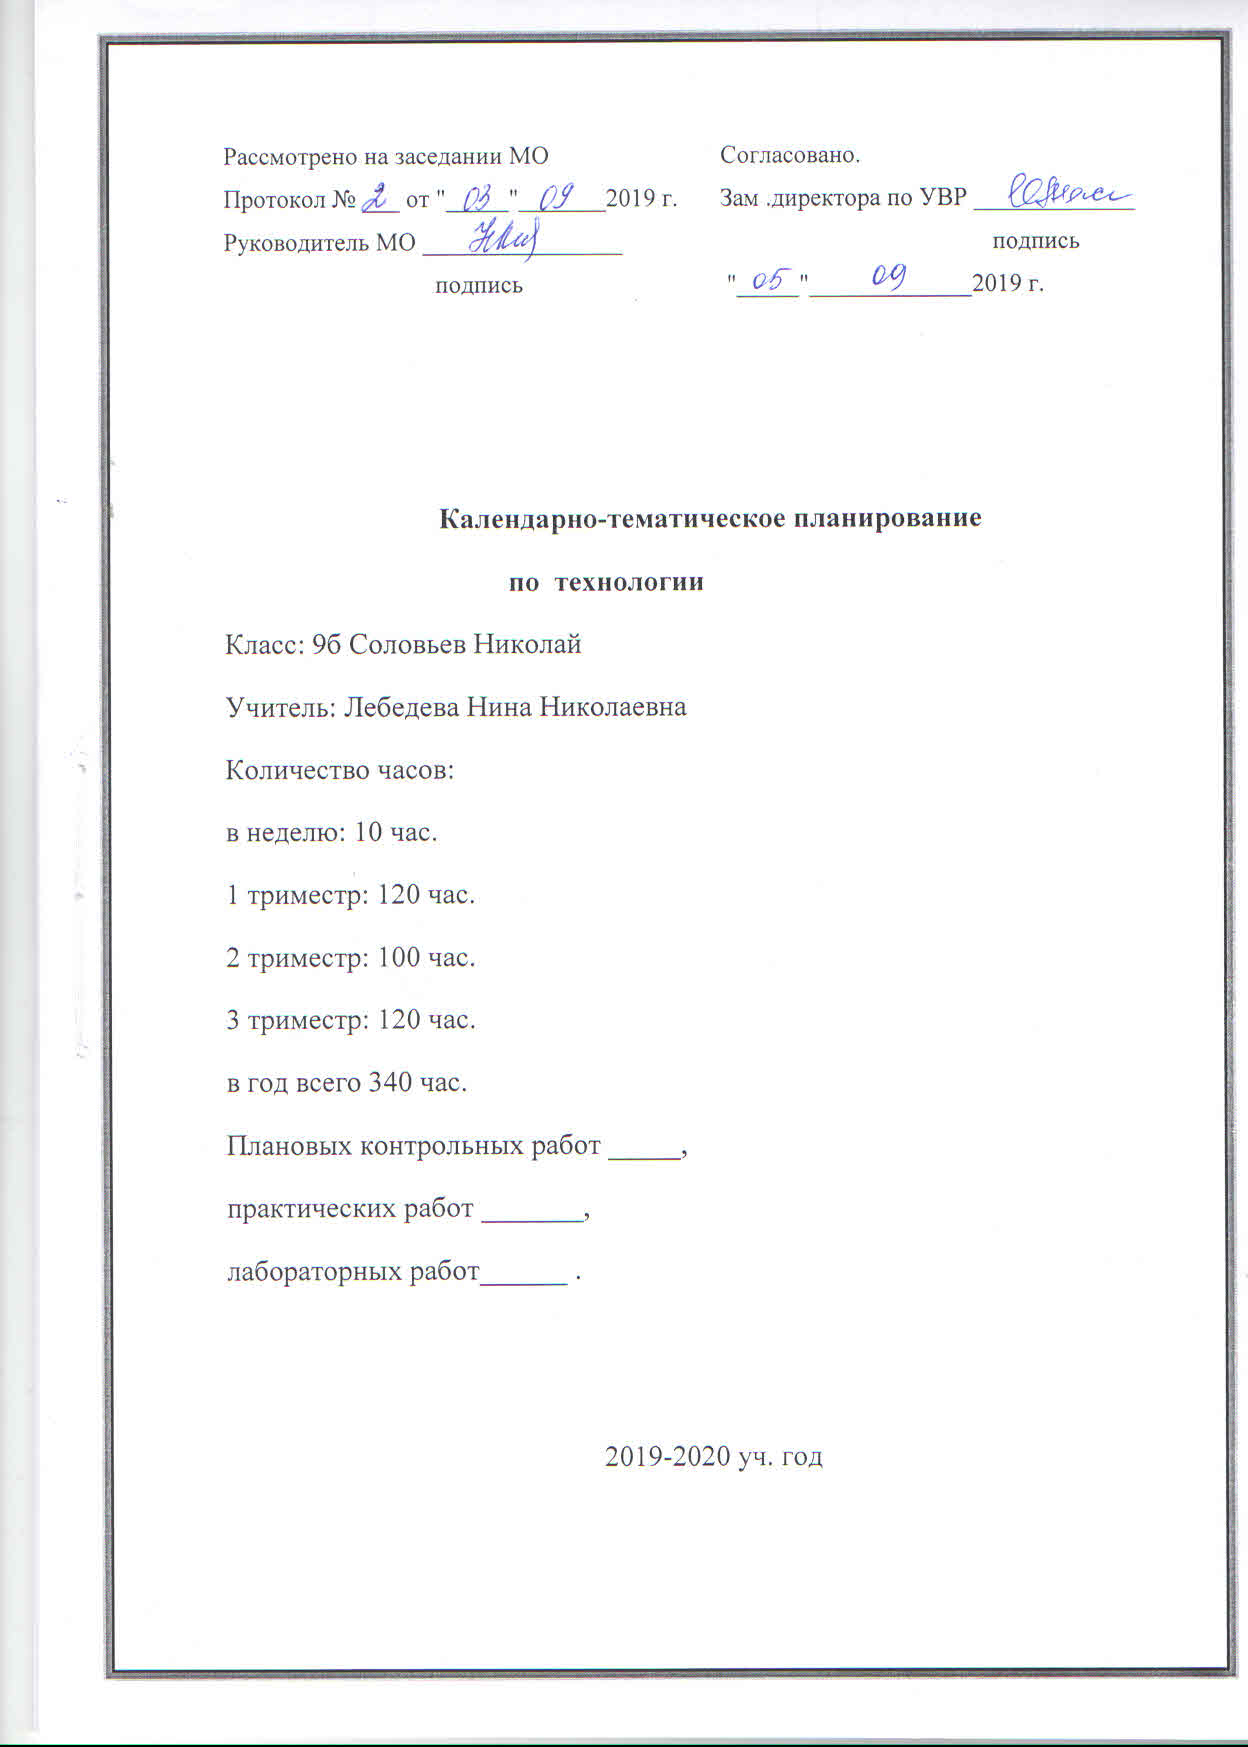 Рассмотрено на заседании МО
Протокол № 2 от "03" 09 2019 г.
Руководитель МО
подпись
Согласовано.
Зам .директора по УВР
подпись
"05" 09 2019 г.
Календарно-тематическое планирование
по технологии
Класс: 9б Соловьев Николай
Учитель: Лебедева Нина Николаевна
Количество часов:
в неделю: 10 час.
1 триместр: 120 час.
2 триместр: 100 час.
3 триместр: 120 час.
в год всего 340 час.
Плановых контрольных работ _____,
практических работ _______,
лабораторных работ______ .
2019-2020 уч. год